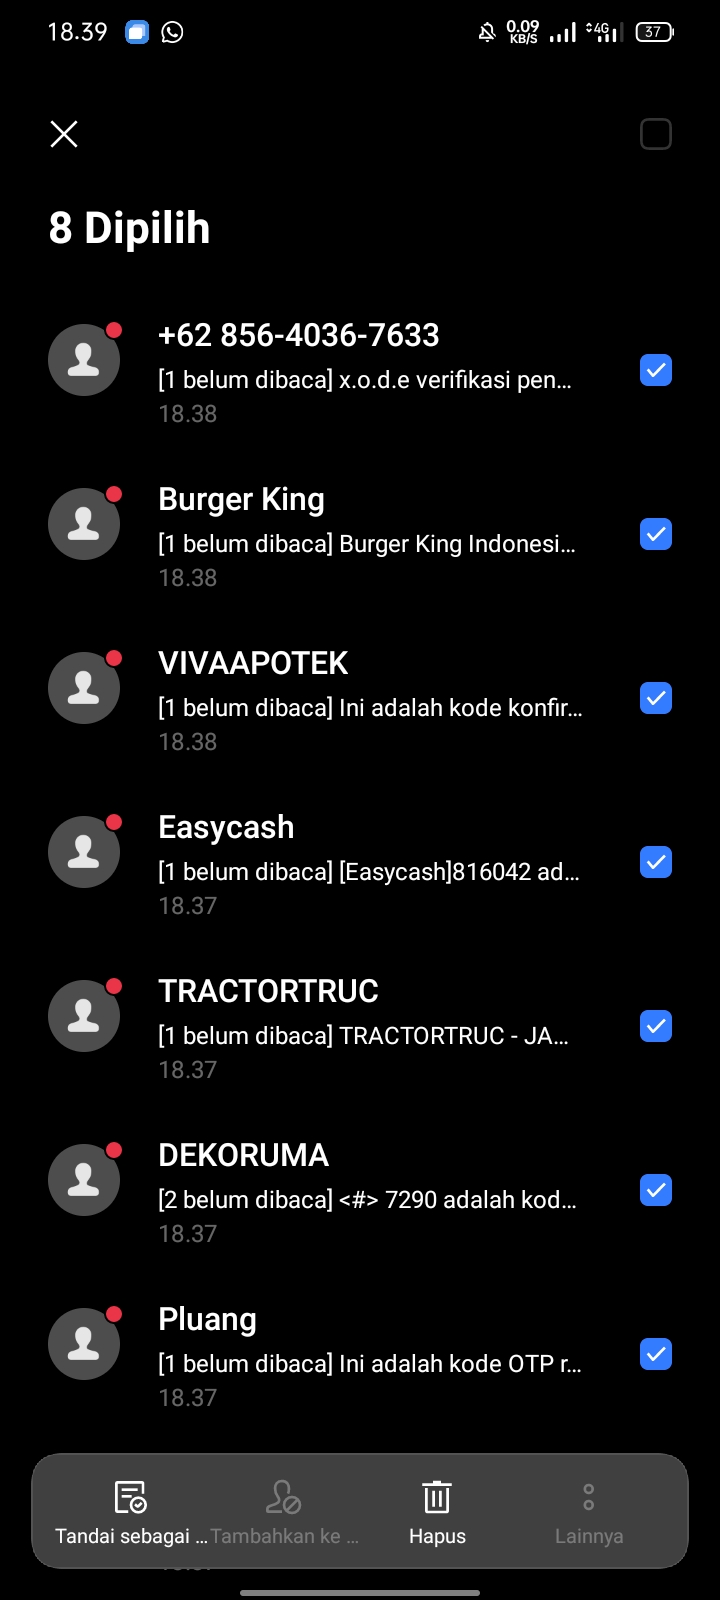 18.39
0.09
KB/S
4G
37
8 Dipilih
+62 856-4036-7633
[1 belum dibaca] x.o.d.e verifikasi pen...
18.38
Burger King
[1 belum dibaca] Burger King Indonesi...
18.38
VIVAAPOTEK
[1 belum dibaca] Ini adalah kode konfir...
18.38
Easycash
[1 belum dibaca] [Easycash]816042 ad...
18.37
TRACTORTRUC
[1 belum dibaca] TRACTORTRUC - JA...
18.37
DEKORUMA
[2 belum dibaca] <#> 7290 adalah kod...
18.37
Pluang
[1 belum dibaca] Ini adalah kode OTP r...
18.37
Tandai sebagai ...
Tambahkan ke ...
Hapus
Lainnya